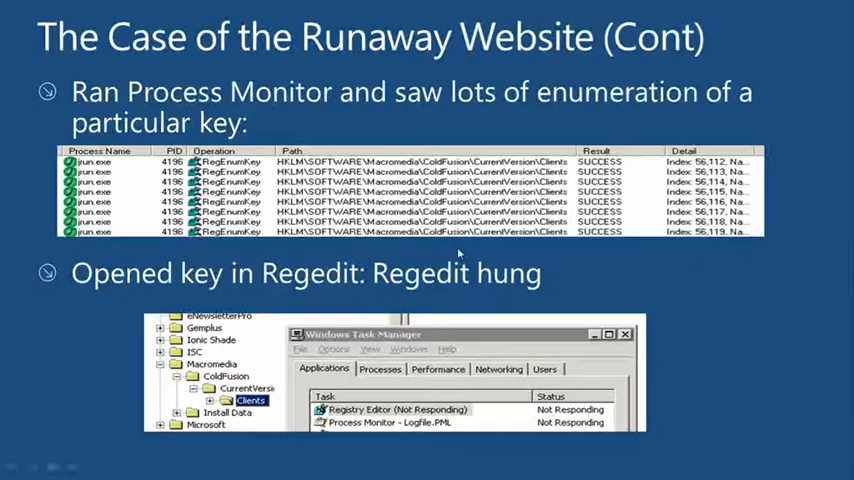 The Case of the Runaway Website (Cont)
Ran Process Monitor and saw lots of enumeration of a
particular key:
Process Name PID Operation Path Result Detail
jrun.exe 4196 RegEnumKey HKLM\SOFTWARE\Macromedia\ColdFusion\CurrentVersion\Clients SUCCESS Index: 56,112, Na...
jrun.exe 4196 RegEnumKey HKLM\SOFTWARE\Macromedia\ColdFusion\CurrentVersion\Clients SUCCESS Index: 56,113, Na...
jrun.exe 4196 RegEnumKey HKLM\SOFTWARE\Macromedia\ColdFusion\CurrentVersion\Clients SUCCESS Index: 56,114, Na...
jrun.exe 4196 RegEnumKey HKLM\SOFTWARE\Macromedia\ColdFusion\CurrentVersion\Clients SUCCESS Index: 56,115, Na...
jrun.exe 4196 RegEnumKey HKLM\SOFTWARE\Macromedia\ColdFusion\CurrentVersion\Clients SUCCESS Index: 56,116, Na...
jrun.exe 4196 RegEnumKey HKLM\SOFTWARE\Macromedia\ColdFusion\CurrentVersion\Clients SUCCESS Index: 56,117, Na...
jrun.exe 4196 RegEnumKey HKLM\SOFTWARE\Macromedia\ColdFusion\CurrentVersion\Clients SUCCESS Index: 56,118, Na...
jrun.exe 4196 RegEnumKey HKLM\SOFTWARE\Macromedia\ColdFusion\CurrentVersion\Clients SUCCESS Index: 56,119, Na...
Opened key in Regedit: Regedit hung
eNewsletterPro
Gemplus
Ionic Shade
ISC
Macromedia
ColdFusion
CurrentVersi
Clients
Install Data
Microsoft
Windows Task Manager
File Options View Windows Help
Applications Processes Performance Networking Users
Task Status
Registry Editor (Not Responding) Not Responding
Process Monitor - Logfile.PML Not Responding